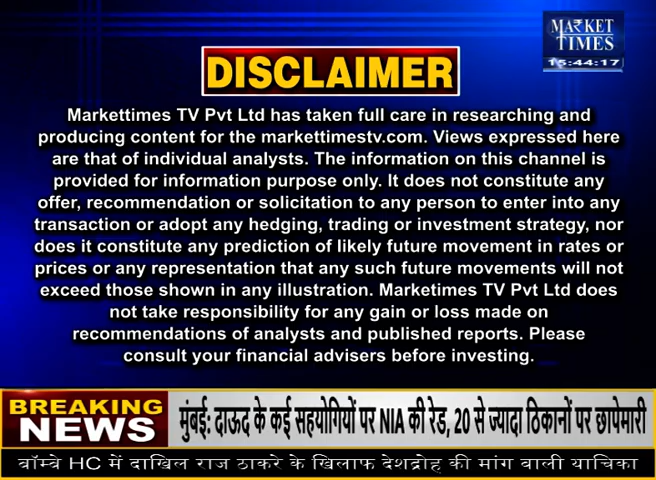 MARKET
TIMES
15:44:17
DISCLAIMER
Markettimes TV Pvt Ltd has taken full care in researching and
producing content for the markettimestv.com. Views expressed here
are that of individual analysts. The information on this channel is
provided for information purpose only. It does not constitute any
offer, recommendation or solicitation to any person to enter into any
transaction or adopt any hedging, trading or investment strategy, nor
does it constitute any prediction of likely future movement in rates or
prices or any representation that any such future movements will not
exceed those shown in any illustration. Marketimes TV Pvt Ltd does
not take responsibility for any gain or loss made on
recommendations of analysts and published reports. Please
consult your financial advisers before investing.
BREAKING
NEWS
मुंबई: दाऊद के कई सहयोगियों पर NIA की रेड, 20 से ज्यादा ठिकानों पर छापेमारी
बॉम्बे HC में दाखिल राज ठाकरे के खिलाफ देशद्रोह की मांग वाली याचिका